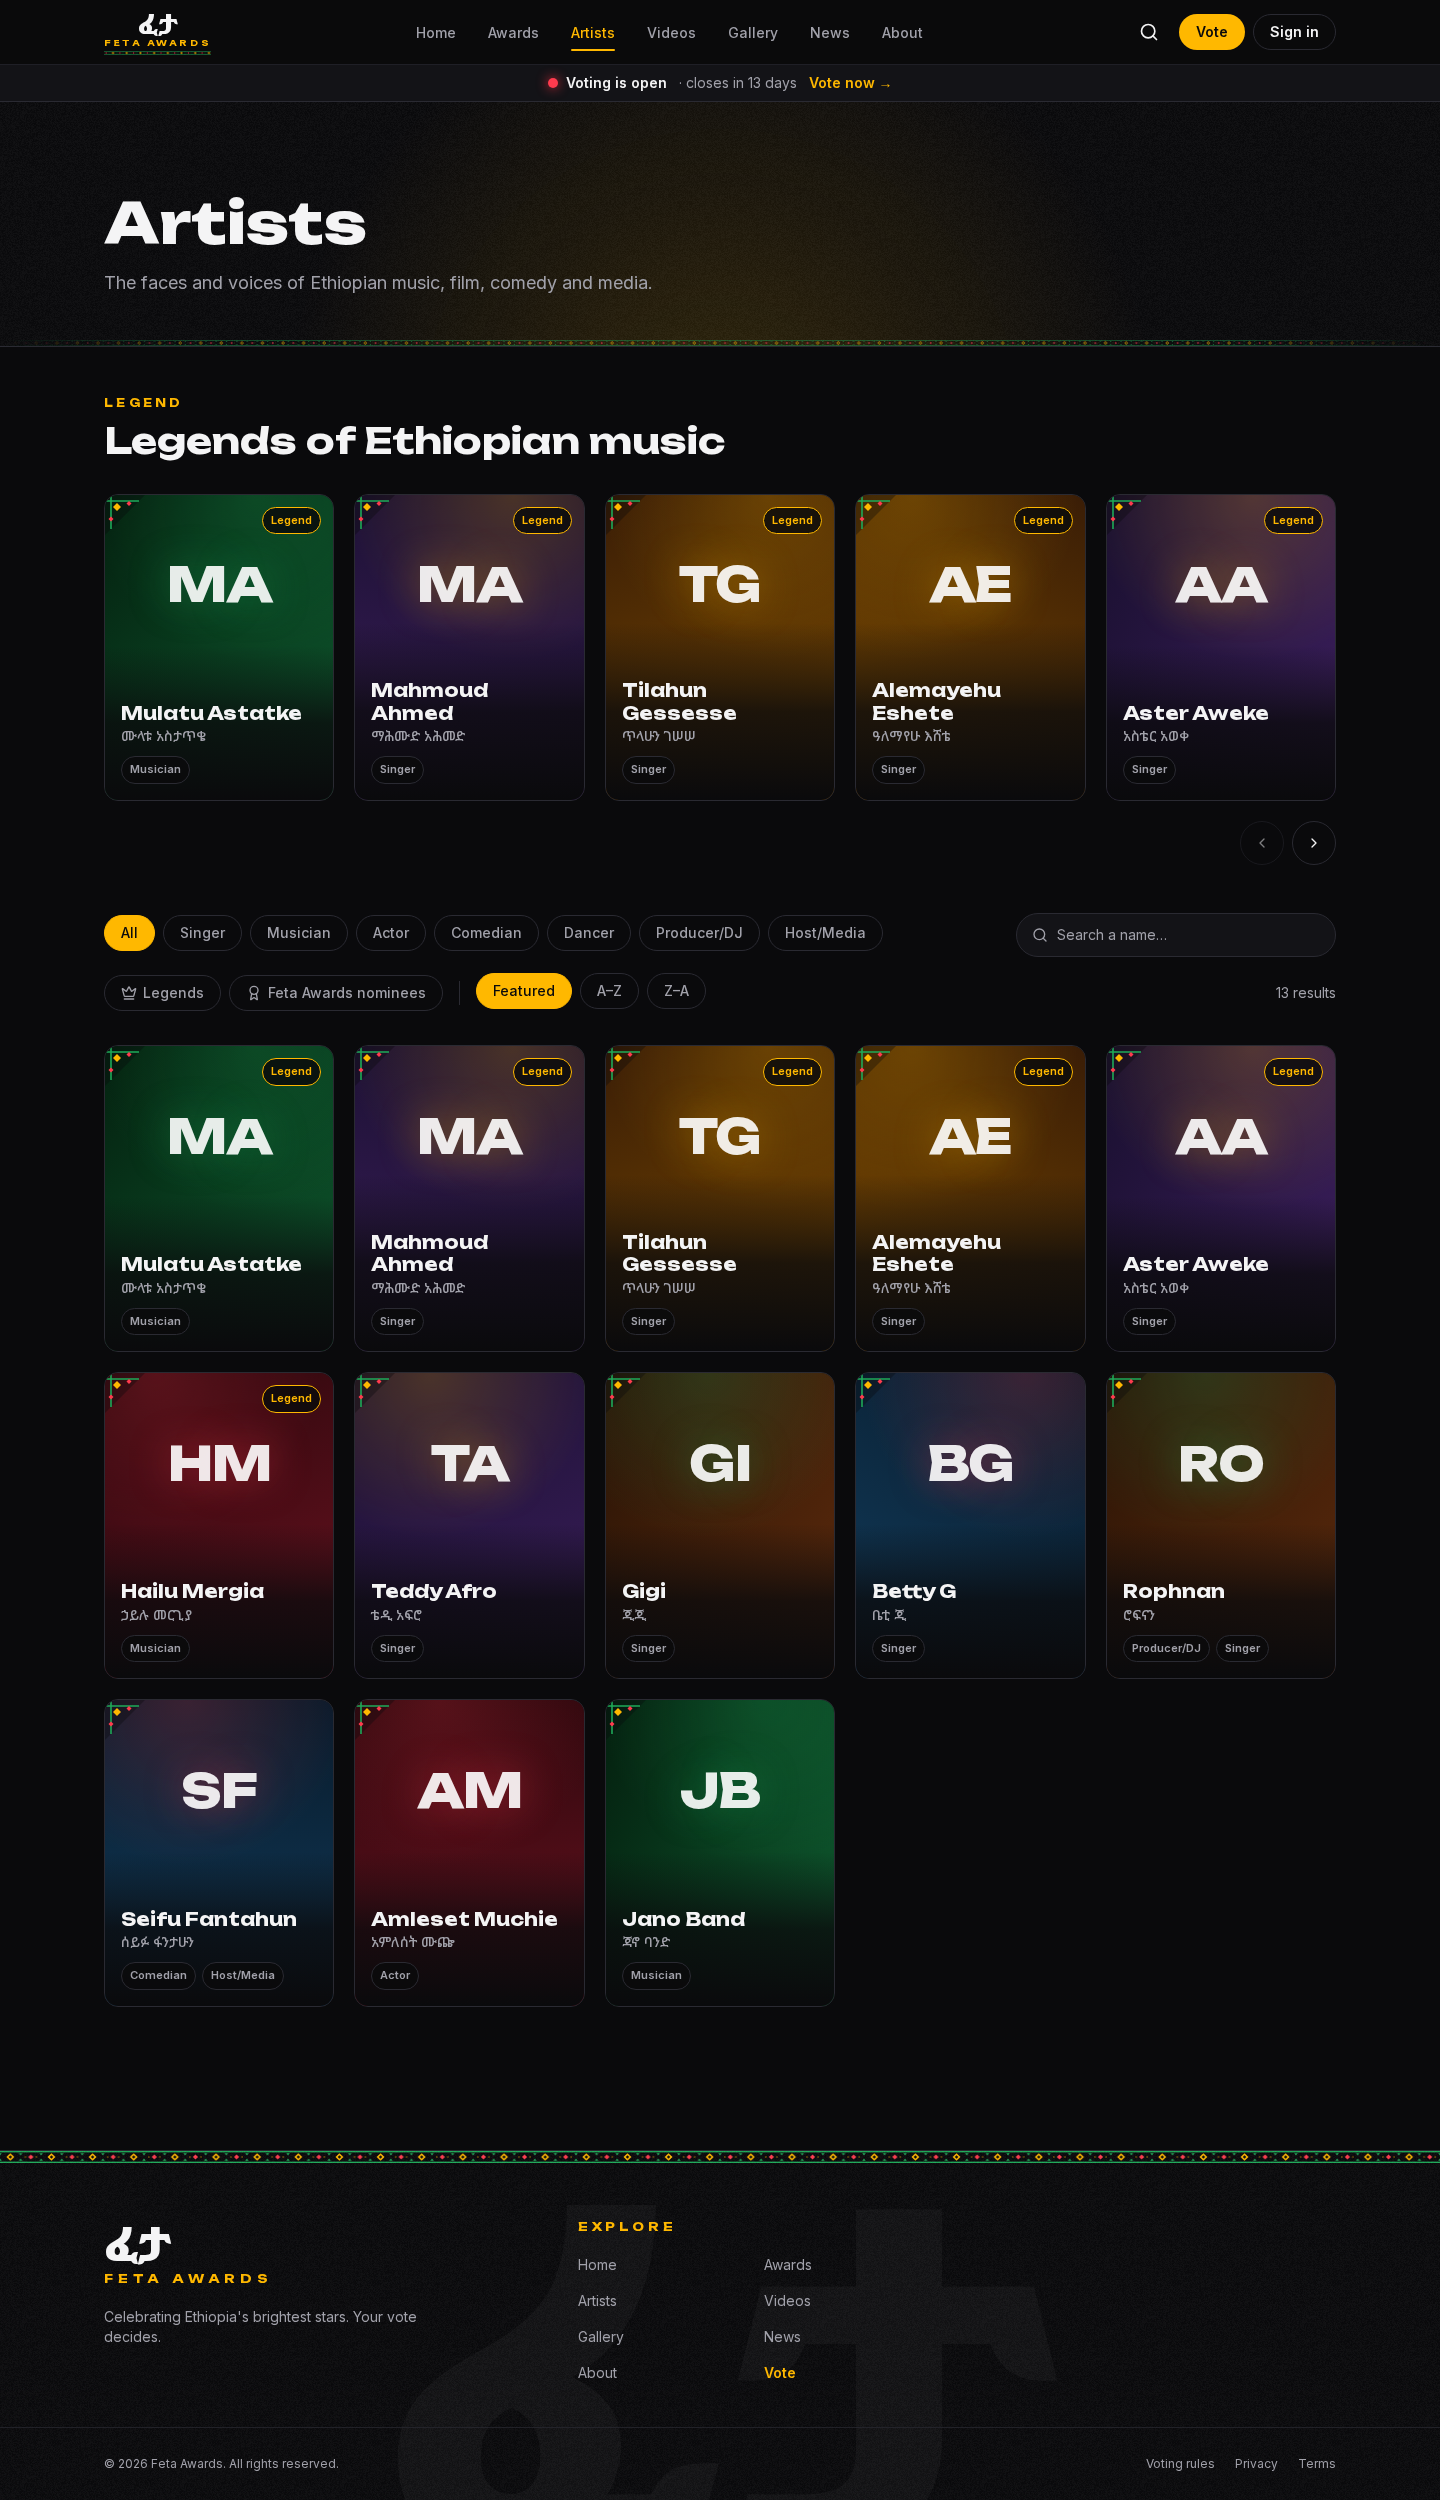 ፈታ
FETA AWARDS
Home Awards Artists Videos Gallery News About
Vote Sign in
Voting is open · closes in 13 days Vote now →
Artists
The faces and voices of Ethiopian music, film, comedy and media.
LEGEND
Legends of Ethiopian music
Legend Legend Legend Legend Legend
MA MA TG AE AA
Mulatu Astatke
ሙላቱ አስታጥቄ
Musician
Mahmoud
Ahmed
ማሕሙድ አሕመድ
Singer
Tilahun
Gessesse
ጥላሁን ገሠሠ
Singer
Alemayehu
Eshete
ዓለማየሁ እሸቴ
Singer
Aster Aweke
አስቴር አወቀ
Singer
All Singer Musician Actor Comedian Dancer Producer/DJ Host/Media
Search a name…
Legends Feta Awards nominees Featured A–Z Z–A
13 results
Legend Legend Legend Legend Legend
MA MA TG AE AA
Mulatu Astatke
ሙላቱ አስታጥቄ
Musician
Mahmoud
Ahmed
ማሕሙድ አሕመድ
Singer
Tilahun
Gessesse
ጥላሁን ገሠሠ
Singer
Alemayehu
Eshete
ዓለማየሁ እሸቴ
Singer
Aster Aweke
አስቴር አወቀ
Singer
Legend
HM TA GI BG RO
Hailu Mergia
ኃይሉ መርጊያ
Musician
Teddy Afro
ቴዲ አፍሮ
Singer
Gigi
ጂጂ
Singer
Betty G
ቤቲ ጂ
Singer
Rophnan
ሮፍናን
Producer/DJ Singer
SF AM JB
Seifu Fantahun
ሰይፉ ፋንታሁን
Comedian Host/Media
Amleset Muchie
አምለሰት ሙጬ
Actor
Jano Band
ጃኖ ባንድ
Musician
ፈታ
ፈታ
FETA AWARDS
Celebrating Ethiopia's brightest stars. Your vote
decides.
EXPLORE
Home Awards
Artists Videos
Gallery News
About Vote
© 2026 Feta Awards. All rights reserved.
Voting rules Privacy Terms